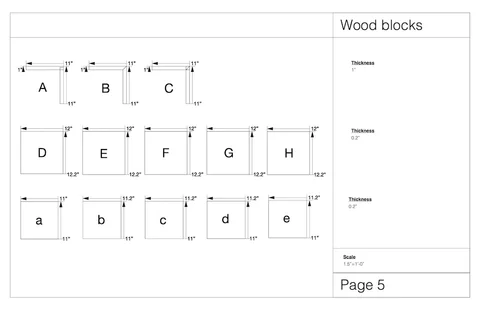 Wood blocks
11" 11" 11"
1" 1" 1"
Thickness
1"
A B C
11" 11" 11"
12" 12" 12" 12" 12"
Thickness
0.2"
D E F G H
12.2" 12.2" 12.2" 12.2" 12.2"
11" 11.2" 11.2" 11.2" 11.2"
Thickness
0.2"
a b c d e
11" 11" 11" 11" 11"
Scale
1.5"=1'-0"
Page 5